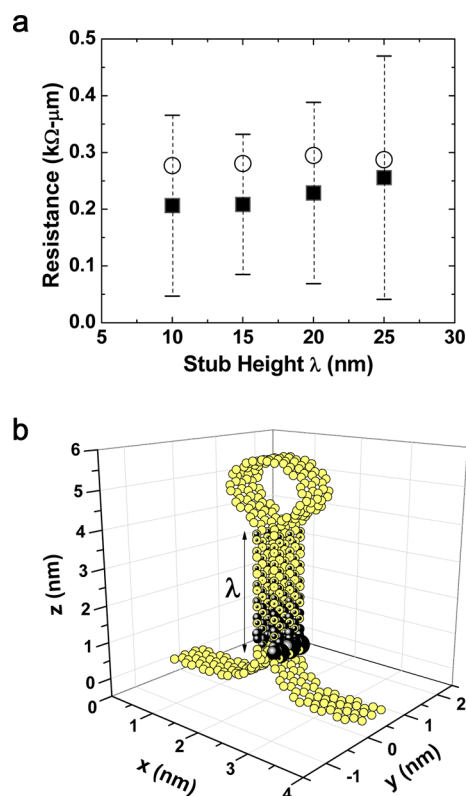 a
0.5
0.4
0.3
0.2
0.1
0.0
Resistance (kΩ-μm)
5 10 15 20 25 30
Stub Height λ (nm)
b
6
5
4
3
2
1
0
z (nm)
λ
0 1 2 3 4
x (nm)
-1 0 1 2
y (nm)